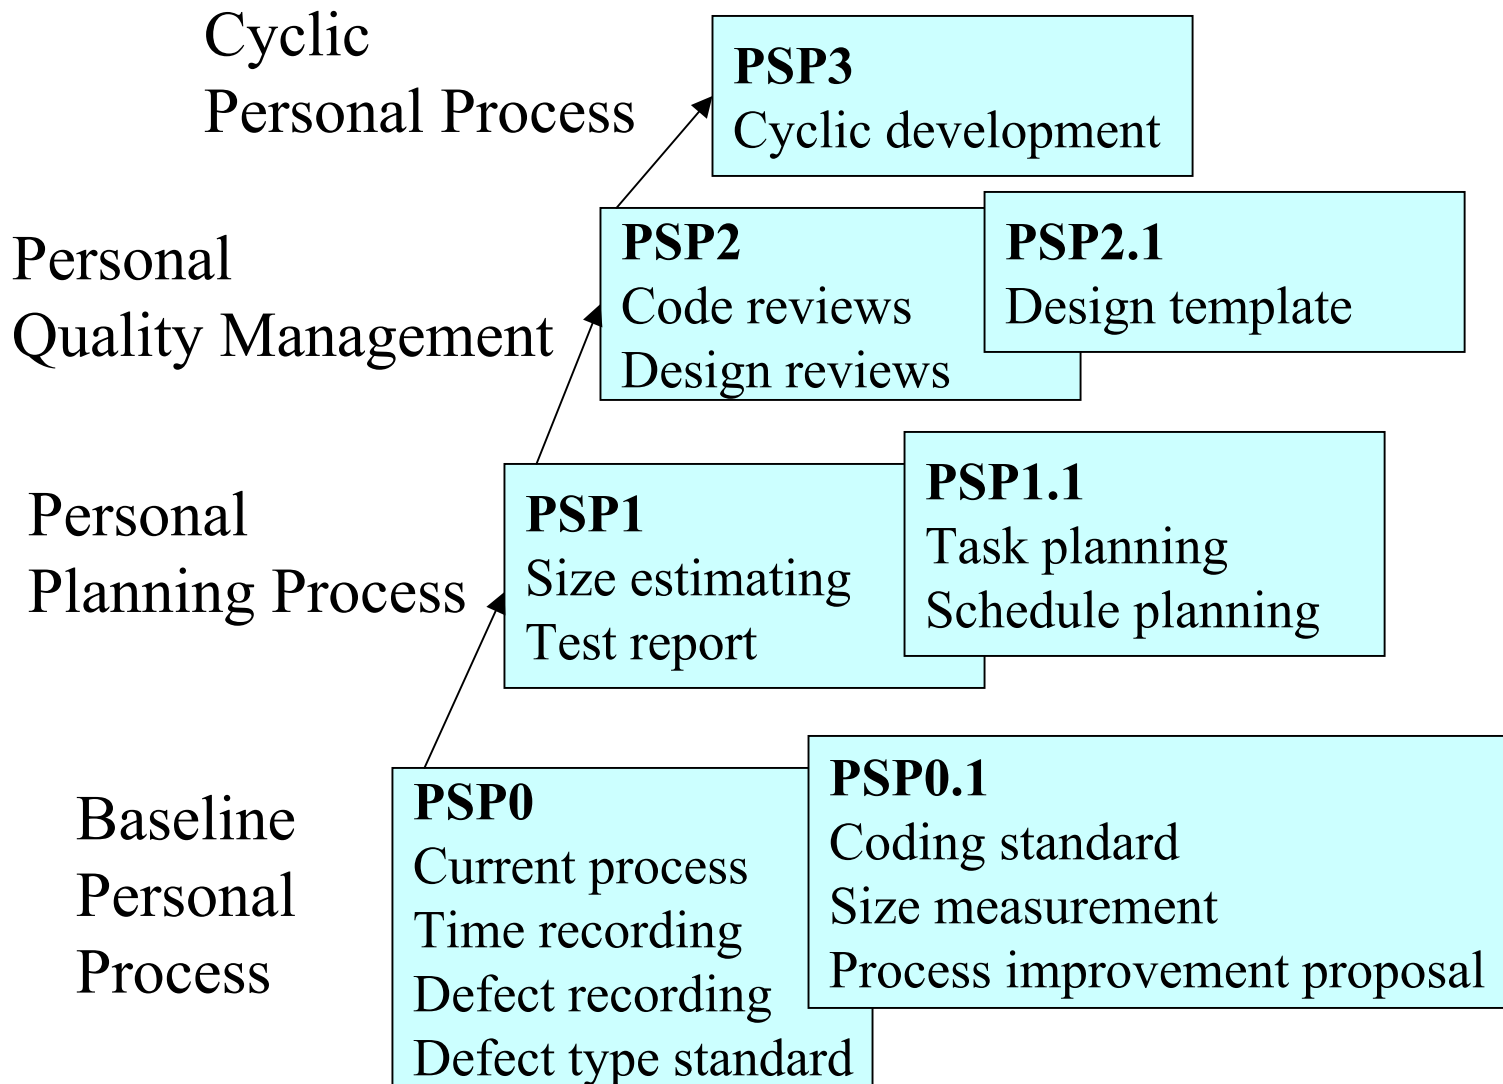 Cyclic
Personal Process
PSP3
Cyclic development
Personal
Quality Management
PSP2
Code reviews
Design reviews
PSP2.1
Design template
Personal
Planning Process
PSP1
Size estimating
Test report
PSP1.1
Task planning
Schedule planning
Baseline
Personal
Process
PSP0
Current process
Time recording
Defect recording
Defect type standard
PSP0.1
Coding standard
Size measurement
Process improvement proposal